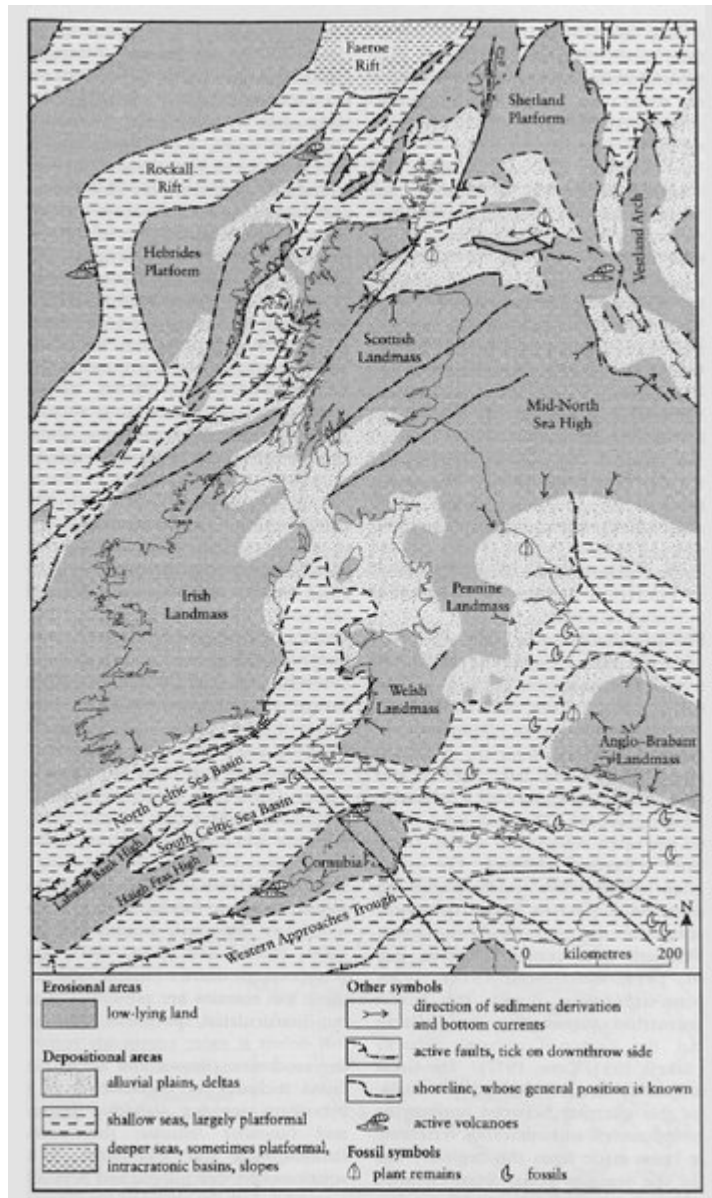 Faeroe
Rift
Shetland
Platform
Rockall
Rift
Hebrides
Platform
Vestland Arch
Scottish
Landmass
Mid-North
Sea High
Irish
Landmass
Pennine
Landmass
Welsh
Landmass
Anglo–Brabant
Landmass
North Celtic Sea Basin
South Celtic Sea Basin
Labadie Bank High
Haigh Fras High
Cornubia
Western Approaches Trough
N
0 kilometres 200
Erosional areas
low-lying land
Depositional areas
alluvial plains, deltas
shallow seas, largely platformal
deeper seas, sometimes platformal,
intracratonic basins, slopes
Other symbols
direction of sediment derivation
and bottom currents
active faults, tick on downthrow side
shoreline, whose general position is known
active volcanoes
Fossil symbols
plant remains
fossils